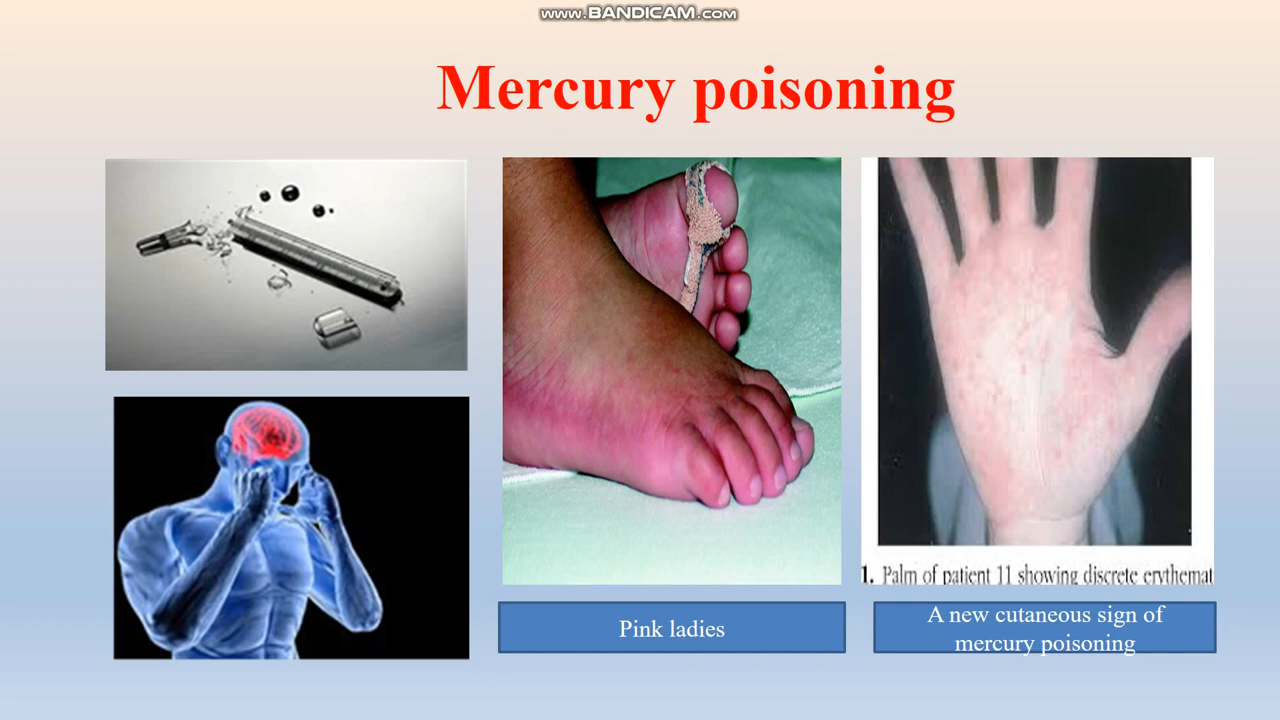 www.BANDICAM.com
Mercury poisoning
1. Palm of patient 11 showing discrete erythemat
Pink ladies
A new cutaneous sign of
mercury poisoning